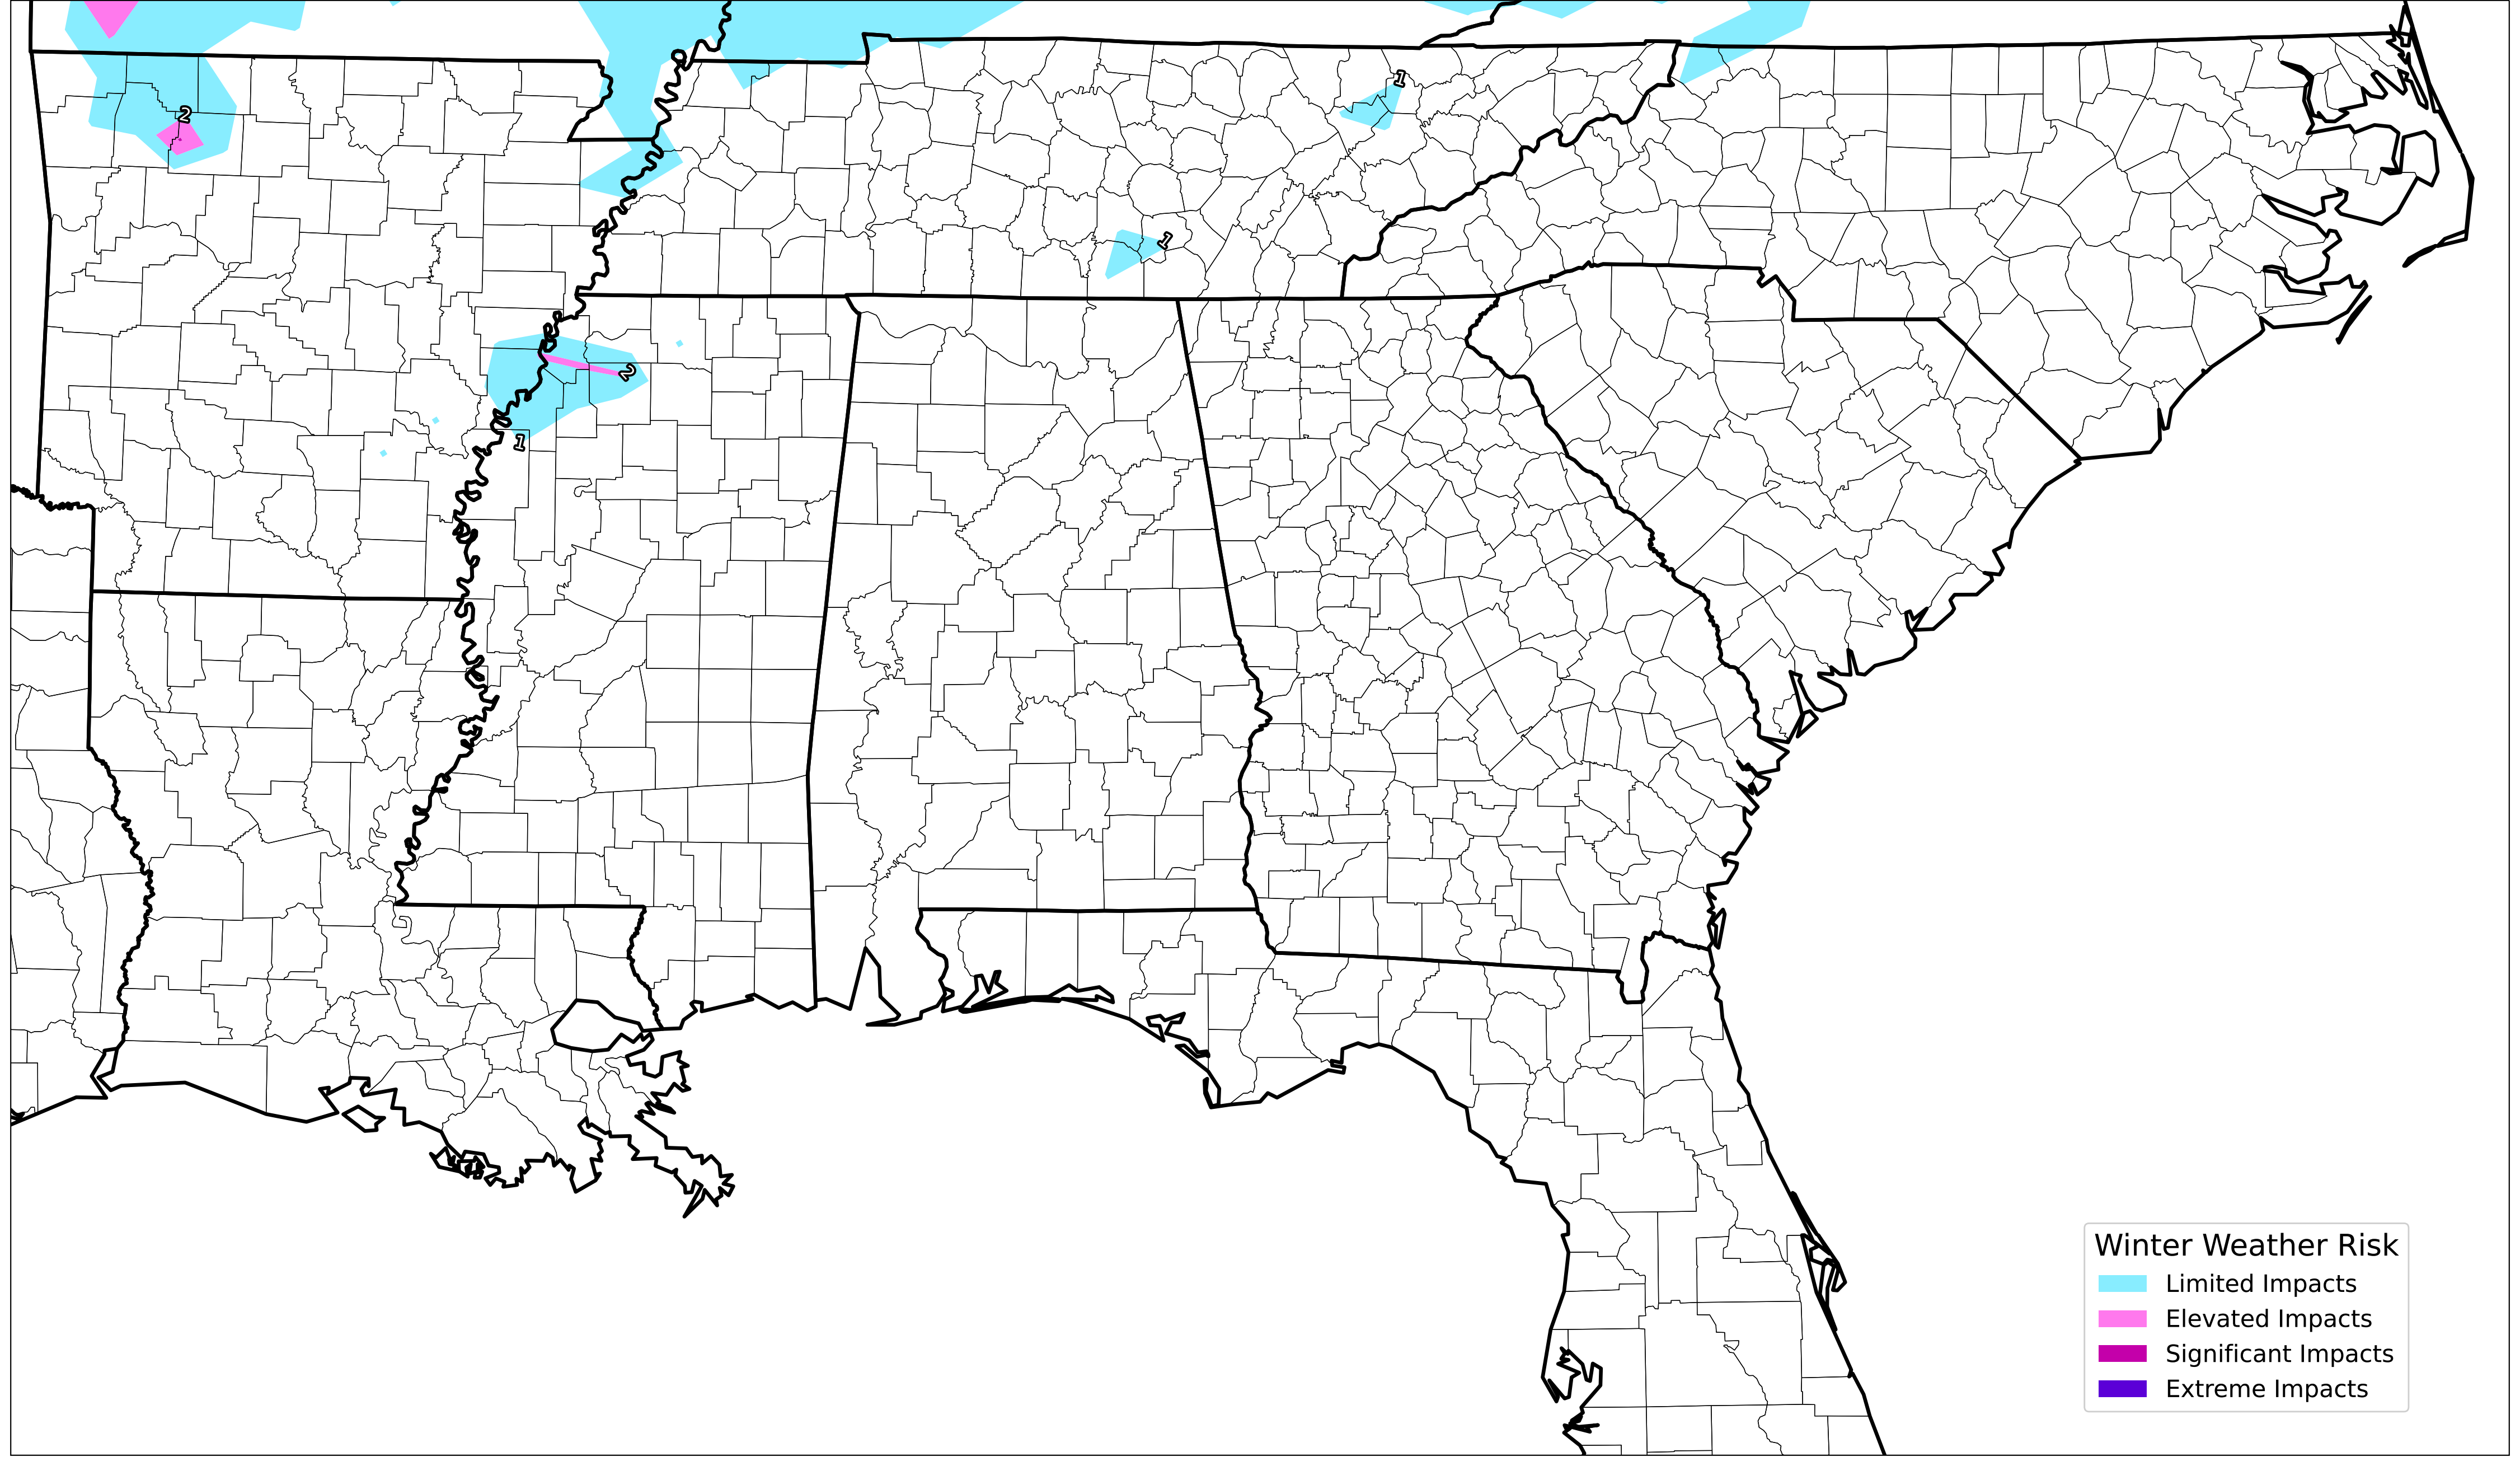 1
2
1
2
1
Winter Weather Risk
Limited Impacts
Elevated Impacts
Significant Impacts
Extreme Impacts